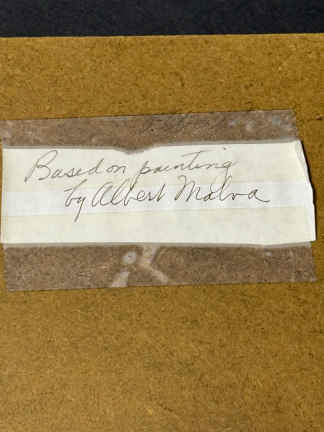 Based on painting
by Albert Malva